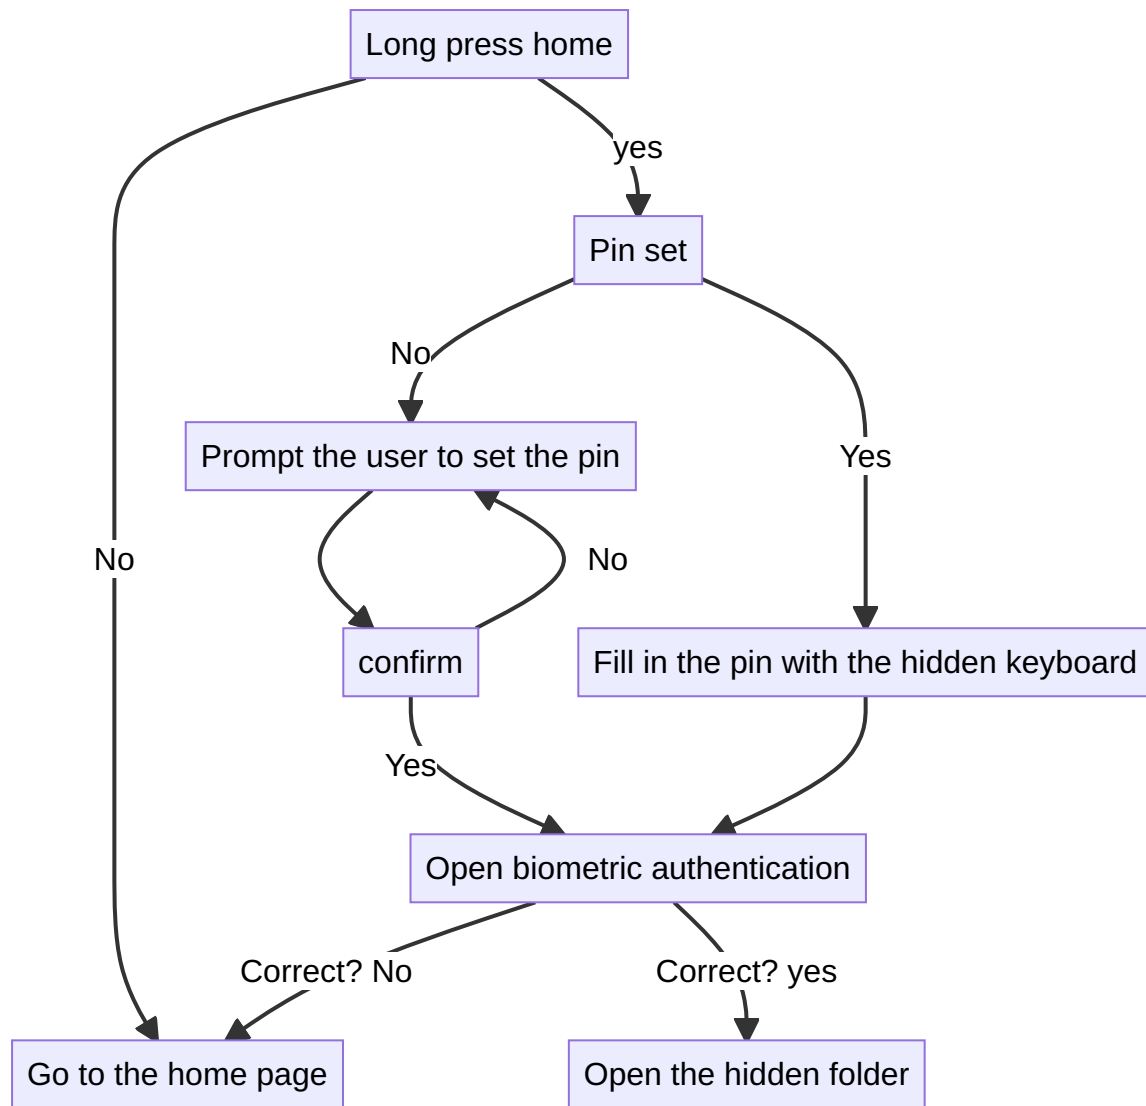 Long press home
yes
Pin set
No
Prompt the user to set the pin
Yes
No
No
confirm
Fill in the pin with the hidden keyboard
Yes
Open biometric authentication
Correct? No
Correct? yes
Go to the home page
Open the hidden folder